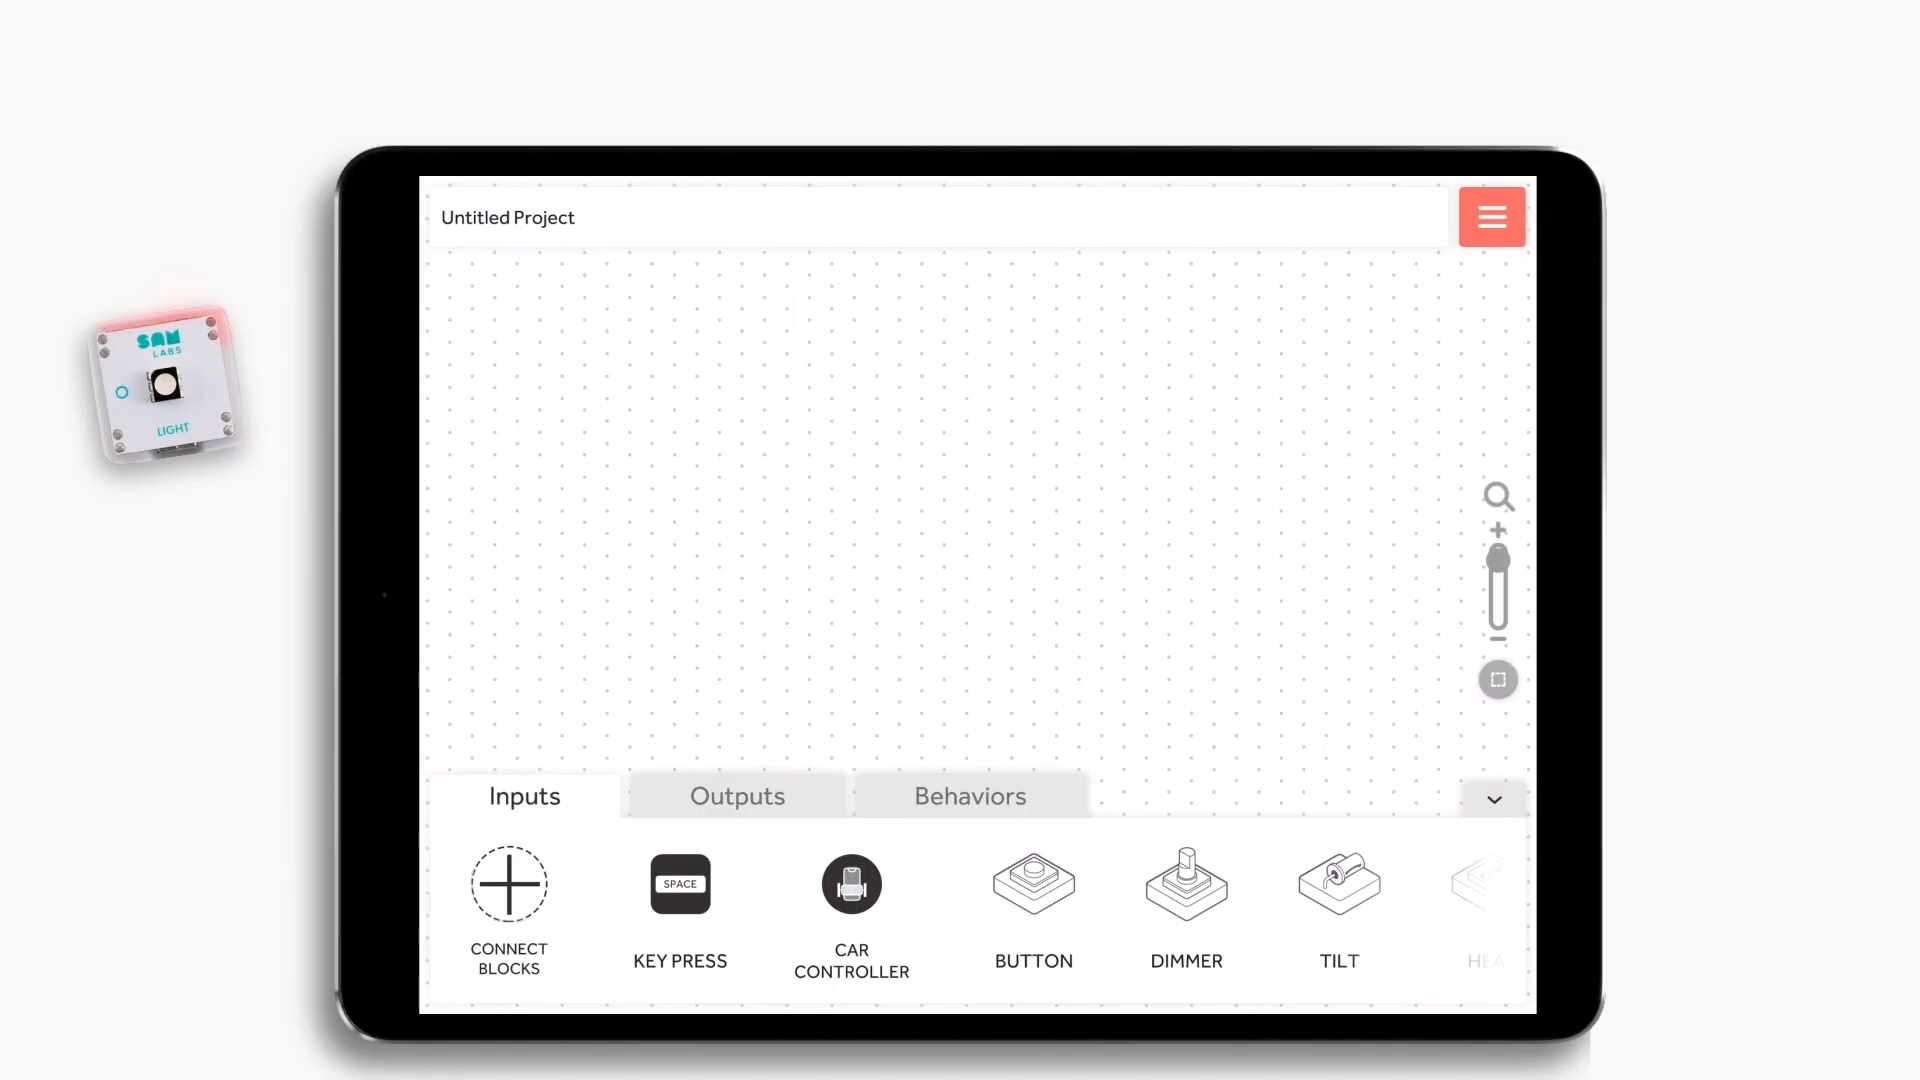 Untitled Project
SAM
LABS
LIGHT
Inputs
Outputs
Behaviors
SPACE
CONNECT
BLOCKS
KEY PRESS
CAR
CONTROLLER
BUTTON
DIMMER
TILT